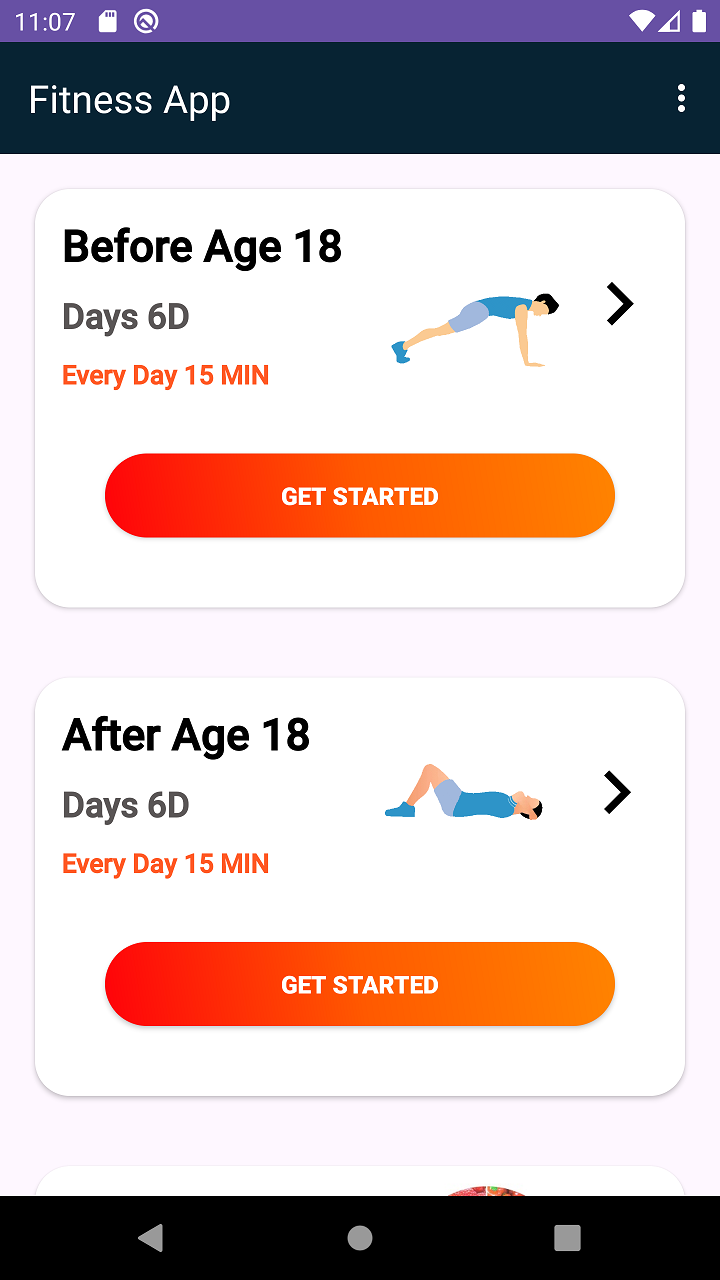 11:07
Fitness App
Before Age 18
Days 6D
Every Day 15 MIN
GET STARTED
After Age 18
Days 6D
Every Day 15 MIN
GET STARTED